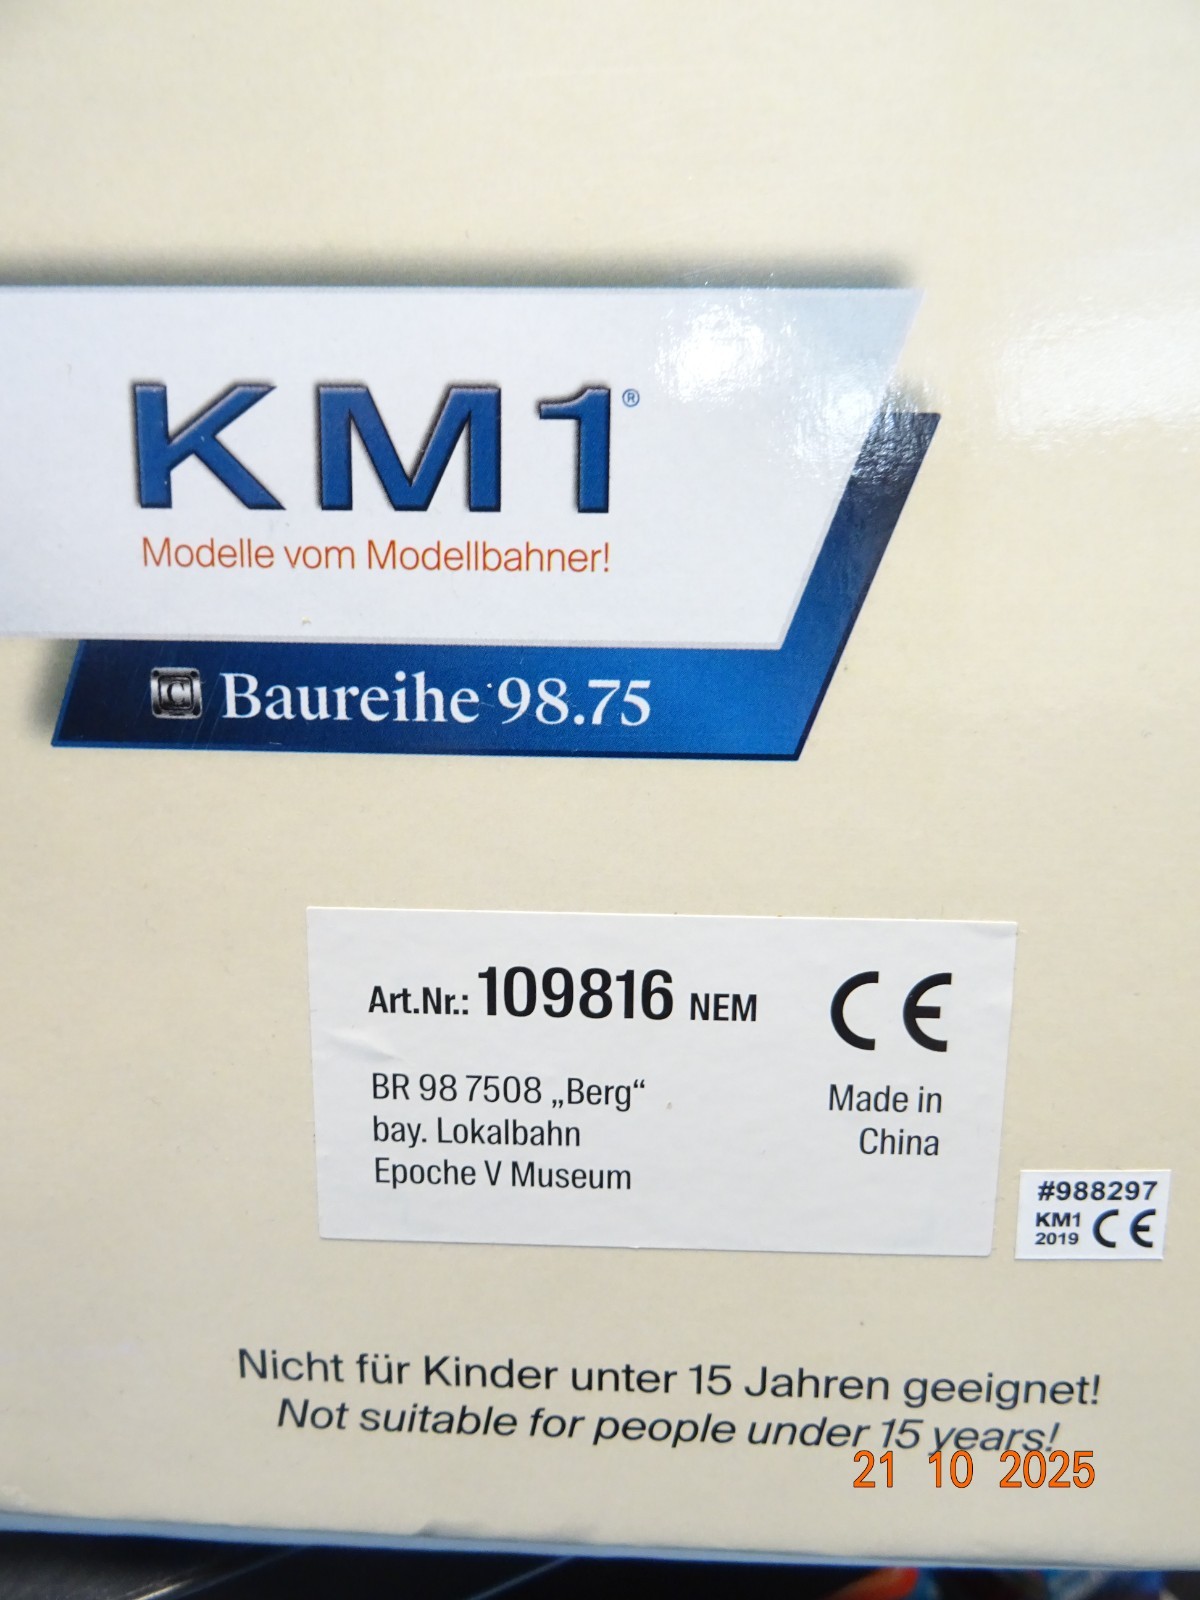 KM1®
Modelle vom Modellbahner!
C Baureihe 98.75
Art.Nr.: 109816 NEM
CE
BR 98 7508 „Berg“
bay. Lokalbahn
Epoche V Museum
Made in
China
#988297
KM1
2019
CE
Nicht für Kinder unter 15 Jahren geeignet!
Not suitable for people under 15 years!
21 10 2025